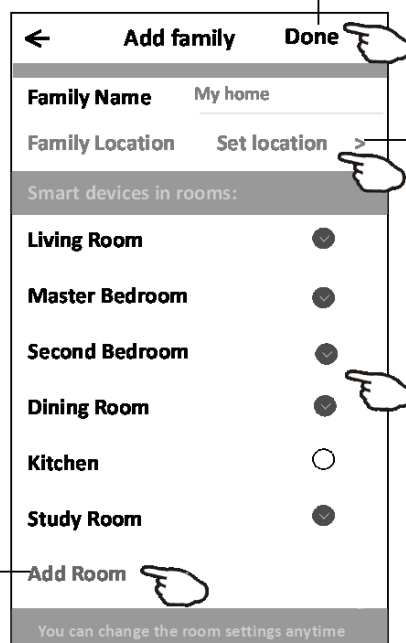 ← Add family Done
Family Name My home
Family Location Set location >
Smart devices in rooms:
Living Room
Master Bedroom
Second Bedroom
Dining Room
Kitchen
Study Room
Add Room
You can change the room settings anytime